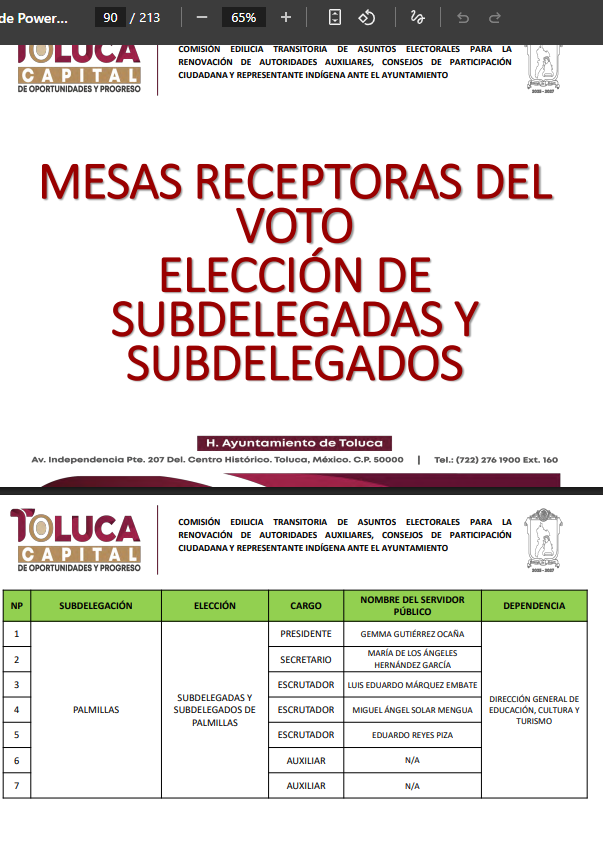 de Power...
90 / 213
65%
TOLUCA
CAPITAL
DE OPORTUNIDADES Y PROGRESO
COMISIÓN EDILICIA TRANSITORIA DE ASUNTOS ELECTORALES PARA LA
RENOVACIÓN DE AUTORIDADES AUXILIARES, CONSEJOS DE PARTICIPACIÓN
CIUDADANA Y REPRESENTANTE INDÍGENA ANTE EL AYUNTAMIENTO
2025 - 2027
MESAS RECEPTORAS DEL
VOTO
ELECCIÓN DE
SUBDELEGADAS Y
SUBDELEGADOS
H. Ayuntamiento de Toluca
Av. Independencia Pte. 207 Del. Centro Histórico. Toluca, México. C.P. 50000 | Tel.: (722) 276 1900 Ext. 160
TOLUCA
CAPITAL
DE OPORTUNIDADES Y PROGRESO
COMISIÓN EDILICIA TRANSITORIA DE ASUNTOS ELECTORALES PARA LA
RENOVACIÓN DE AUTORIDADES AUXILIARES, CONSEJOS DE PARTICIPACIÓN
CIUDADANA Y REPRESENTANTE INDÍGENA ANTE EL AYUNTAMIENTO
2025 - 2027
NP SUBDELEGACIÓN ELECCIÓN CARGO NOMBRE DEL SERVIDOR PÚBLICO DEPENDENCIA
1 PRESIDENTE GEMMA GUTIÉRREZ OCAÑA
2 SECRETARIO MARÍA DE LOS ÁNGELES HERNÁNDEZ GARCÍA
3 ESCRUTADOR LUIS EDUARDO MÁRQUEZ EMBATE
4 PALMILLAS SUBDELEGADAS Y SUBDELEGADOS DE PALMILLAS ESCRUTADOR MIGUEL ÁNGEL SOLAR MENGUA DIRECCIÓN GENERAL DE EDUCACIÓN, CULTURA Y TURISMO
5 ESCRUTADOR EDUARDO REYES PIZA
6 AUXILIAR N/A
7 AUXILIAR N/A